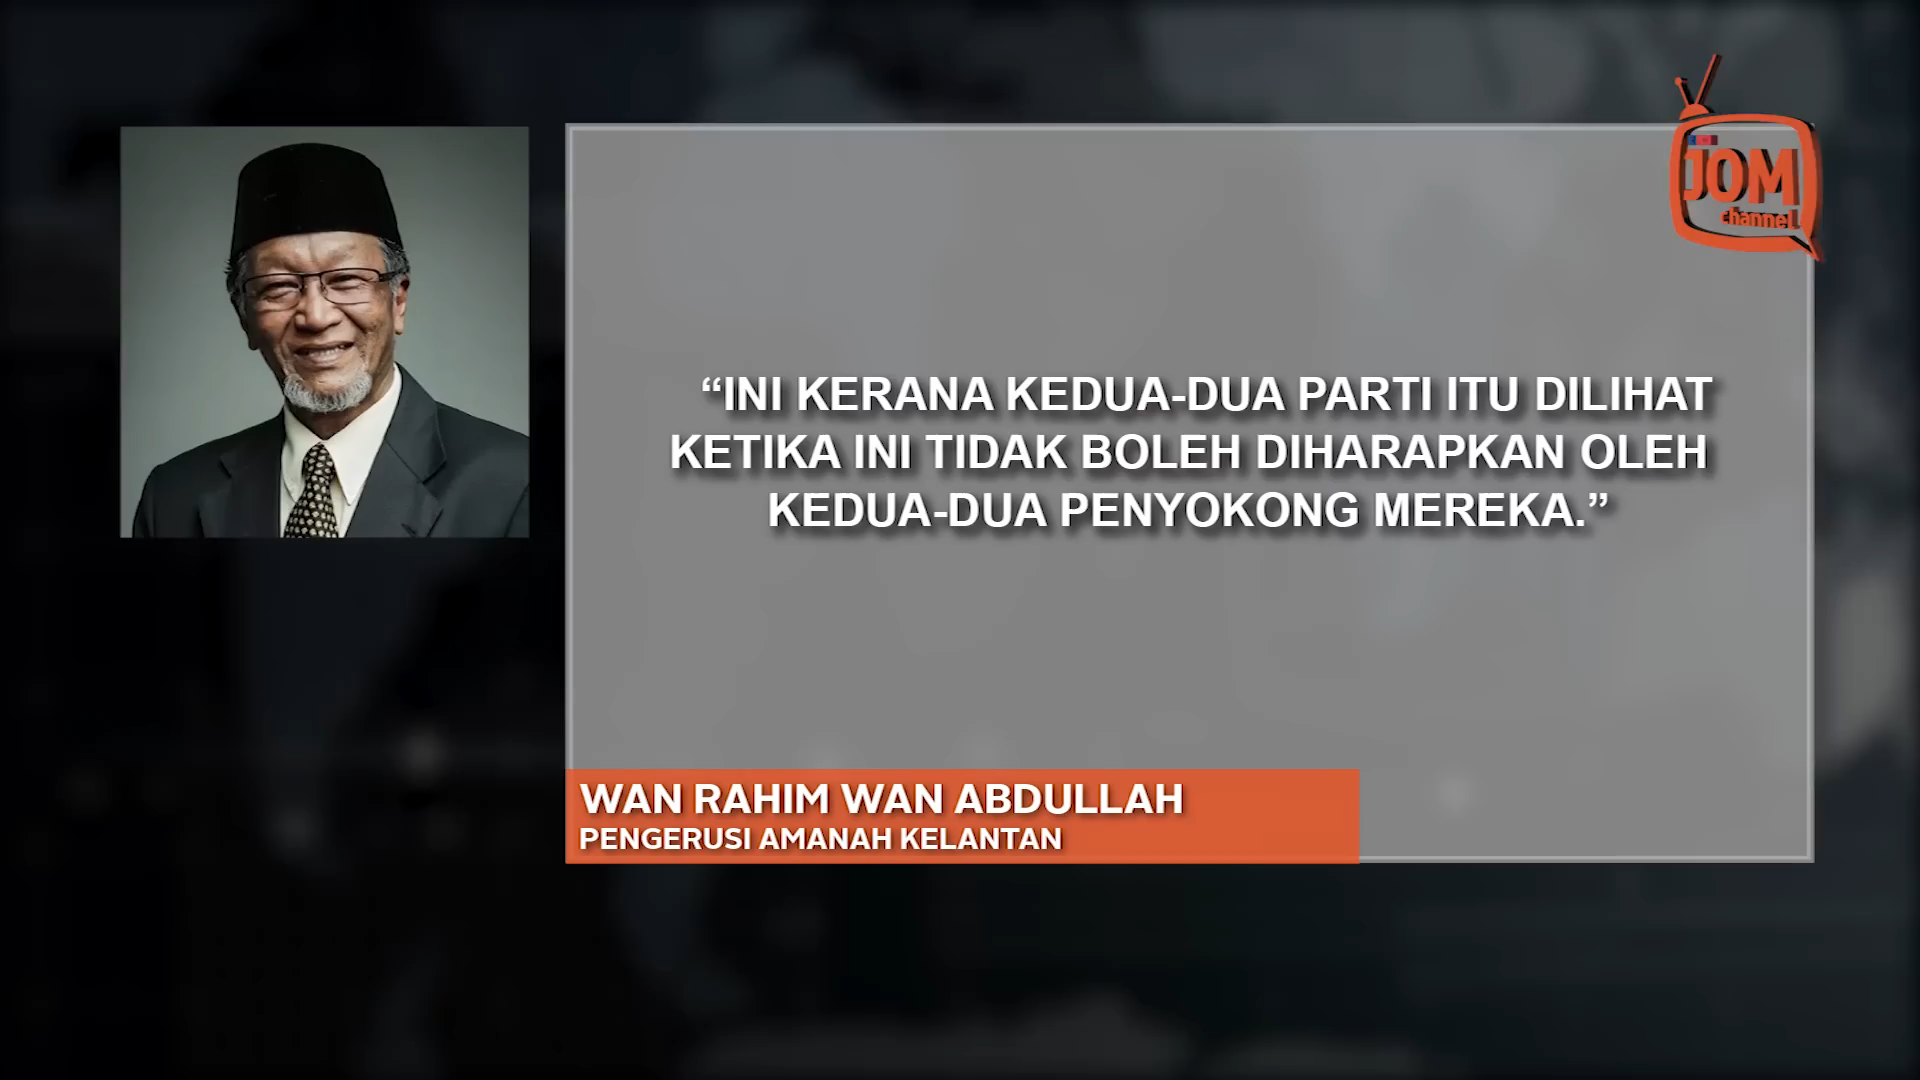 JOM
channel
“INI KERANA KEDUA-DUA PARTI ITU DILIHAT
KETIKA INI TIDAK BOLEH DIHARAPKAN OLEH
KEDUA-DUA PENYOKONG MEREKA.”
WAN RAHIM WAN ABDULLAH
PENGERUSI AMANAH KELANTAN